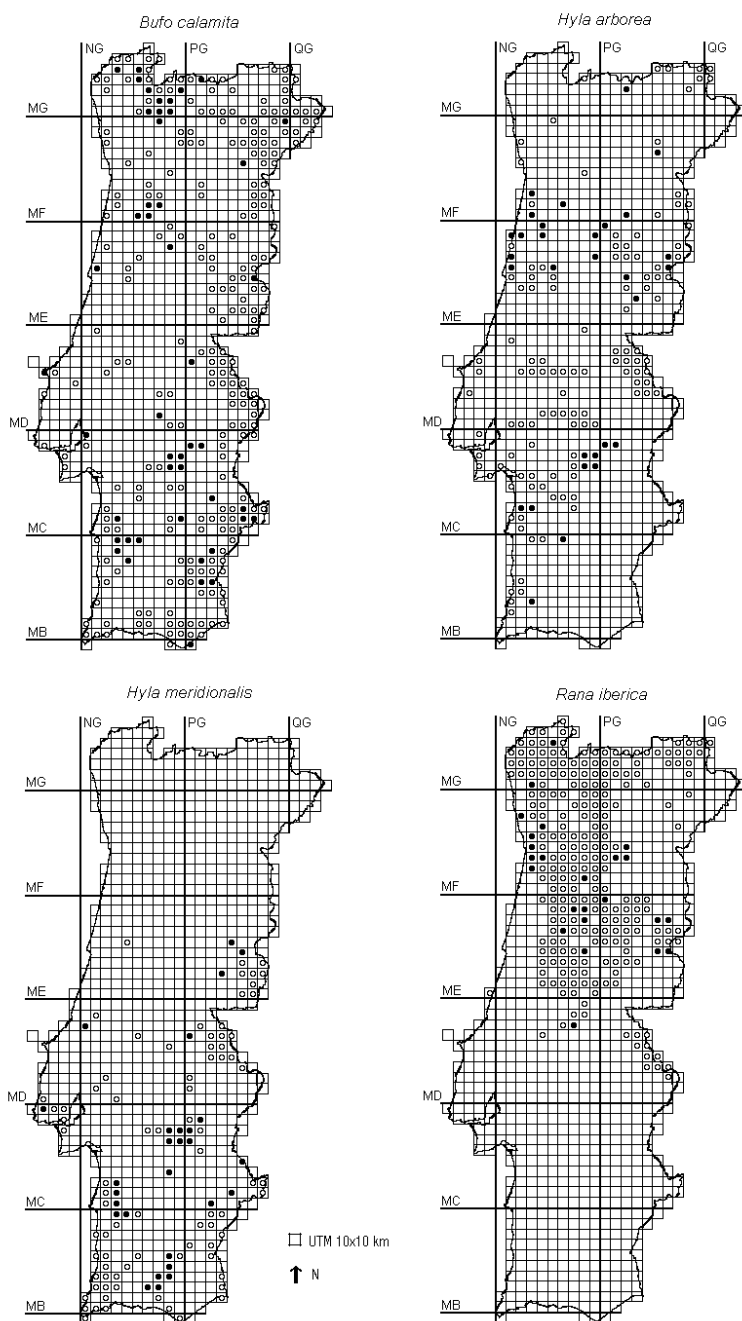 Bufo calamita
NG PG QG
MG
MF
ME
MD
MC
MB
Hyla arborea
NG PG QG
MG
MF
ME
MD
MC
MB
Hyla meridionalis
NG PG QG
MG
MF
ME
MD
MC
MB
Rana iberica
NG PG QG
MG
MF
ME
MD
MC
MB
UTM 10x10 km
N